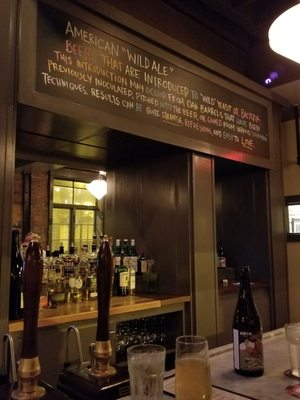 AMERICAN "WILD ALE"
BEERS THAT ARE INTRODUCED TO "WILD" YEAST OR BACTERIA
THIS INTRODUCTION MAY OCCUR FROM OAK BARRELS THAT HAVE BEEN
PREVIOUSLY INOCULATED, PITCHED INTO THE BEER, OR GAINED FROM VARIOUS
TECHNIQUES. RESULTS CAN BE QUITE STRANGE, REFRESHING, AND EASY TO LOVE.